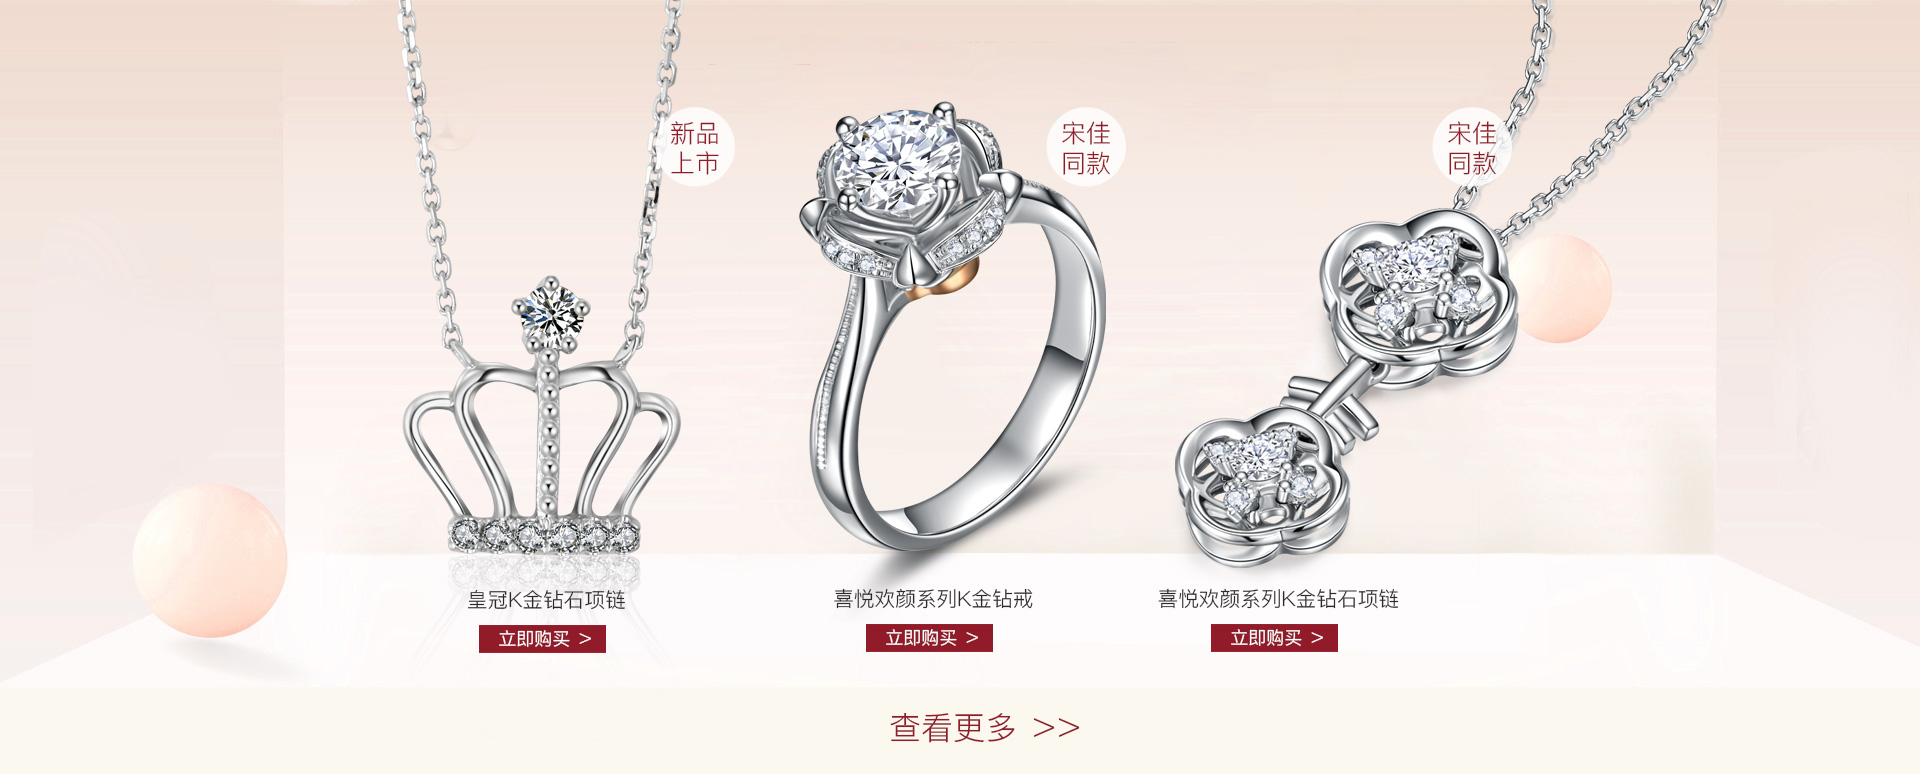 新品
上市
宋佳
同款
宋佳
同款
皇冠K金钻石项链
喜悦欢颜系列K金钻戒
喜悦欢颜系列K金钻石项链
立即购买 >
立即购买 >
立即购买 >
查看更多 >>